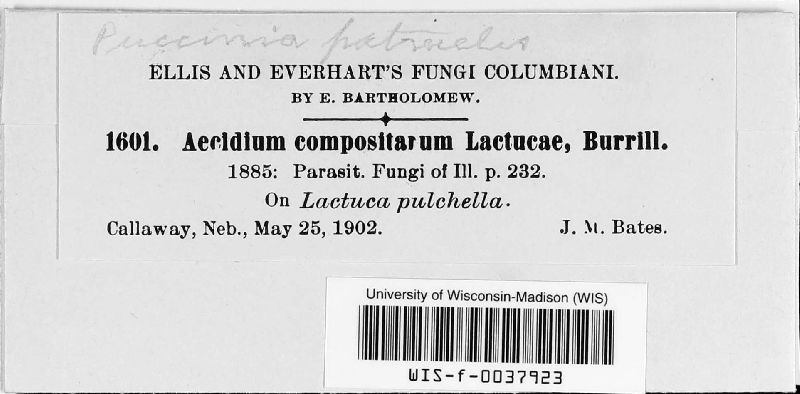 Puccinia patruelis
ELLIS AND EVERHART'S FUNGI COLUMBIANI.
BY E. BARTHOLOMEW.
1601. Aecidium compositarum Lactucae, Burrill.
1885: Parasit. Fungi of Ill. p. 232.
On Lactuca pulchella.
Callaway, Neb., May 25, 1902. J. M. Bates.
University of Wisconsin-Madison (WIS)
WIS-f-0037923